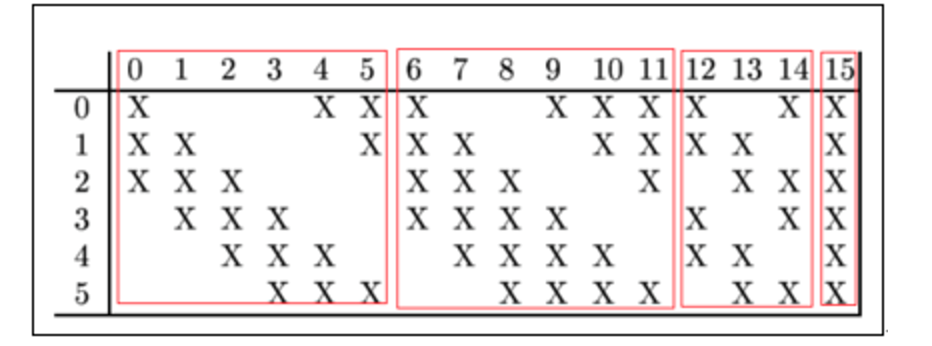 0 1 2 3 4 5 6 7 8 9 10 11 12 13 14 15
0 X X X X X X X X X X
1 X X X X X X X X X X
2 X X X X X X X X X X
3 X X X X X X X X X X
4 X X X X X X X X X X
5 X X X X X X X X X X